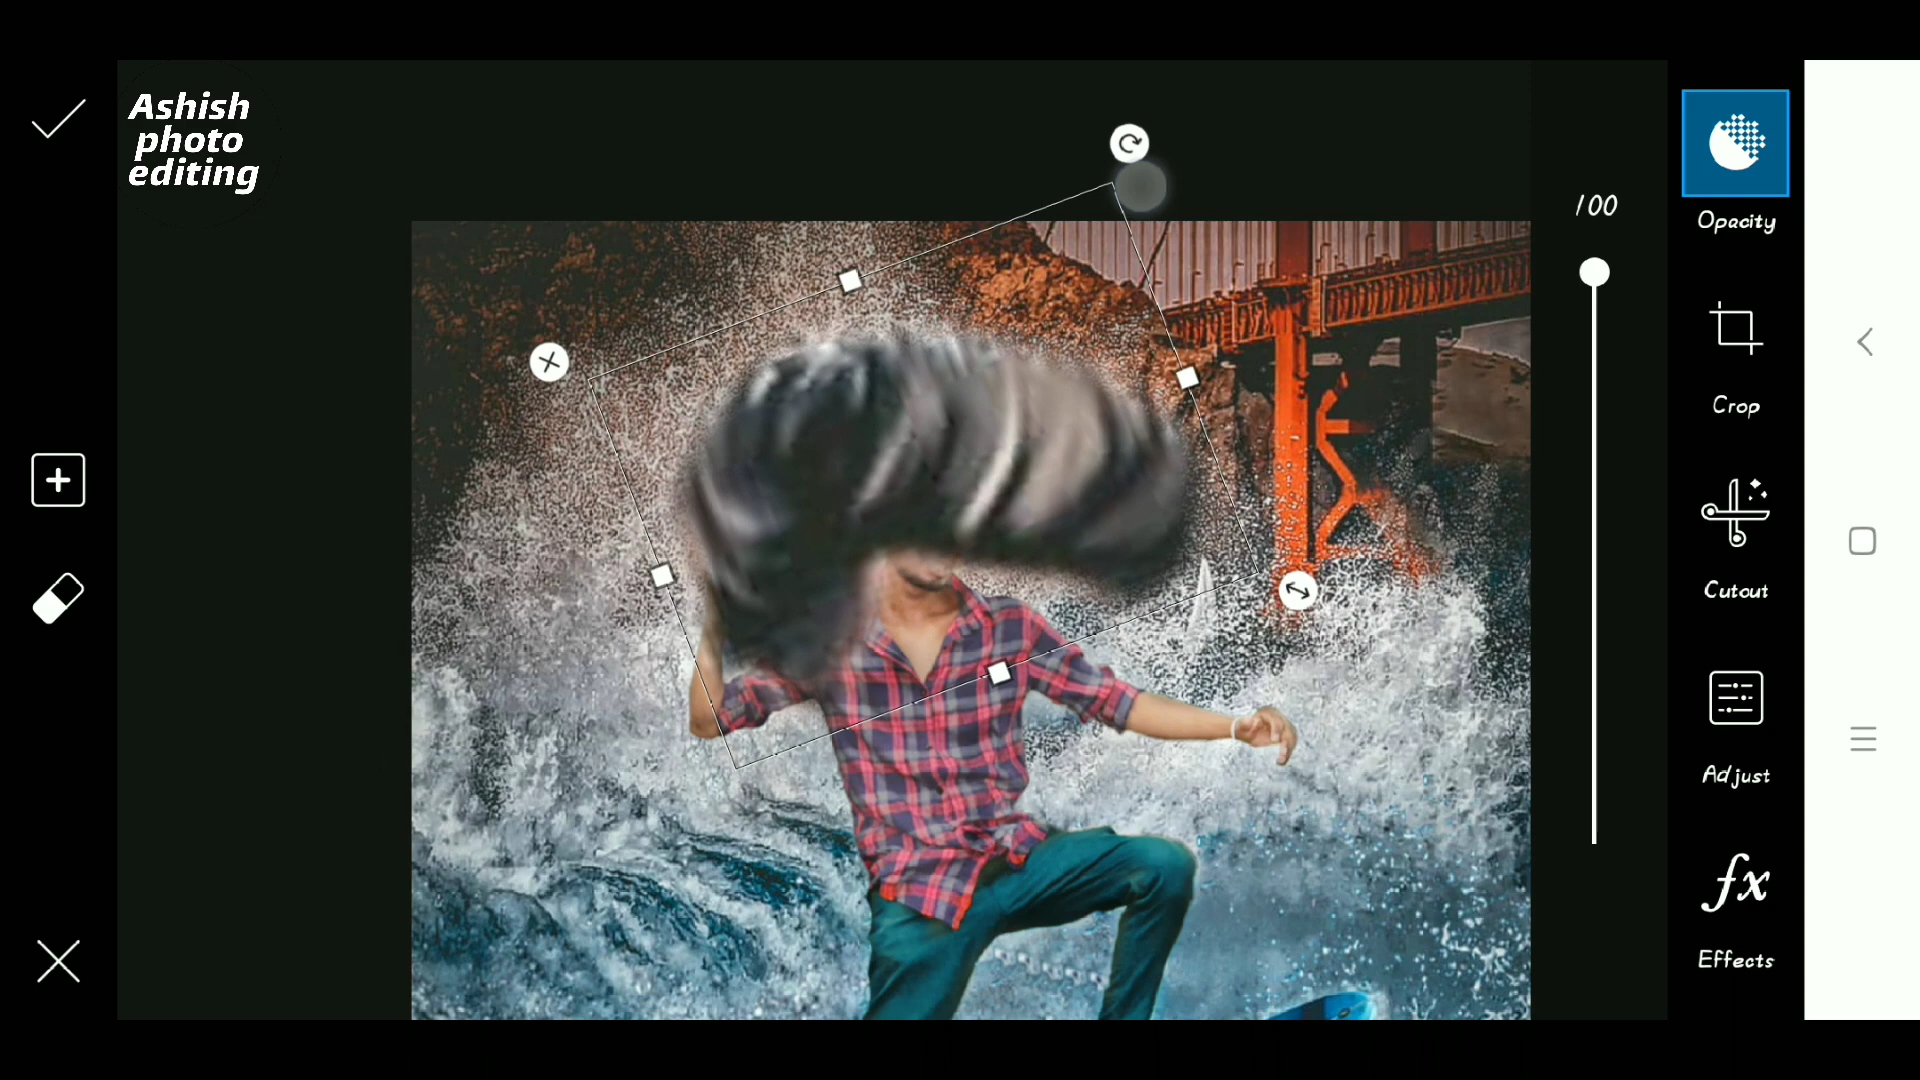 Ashish
photo
editing
100
Opacity
Crop
Cutout
Adjust
fx
Effects